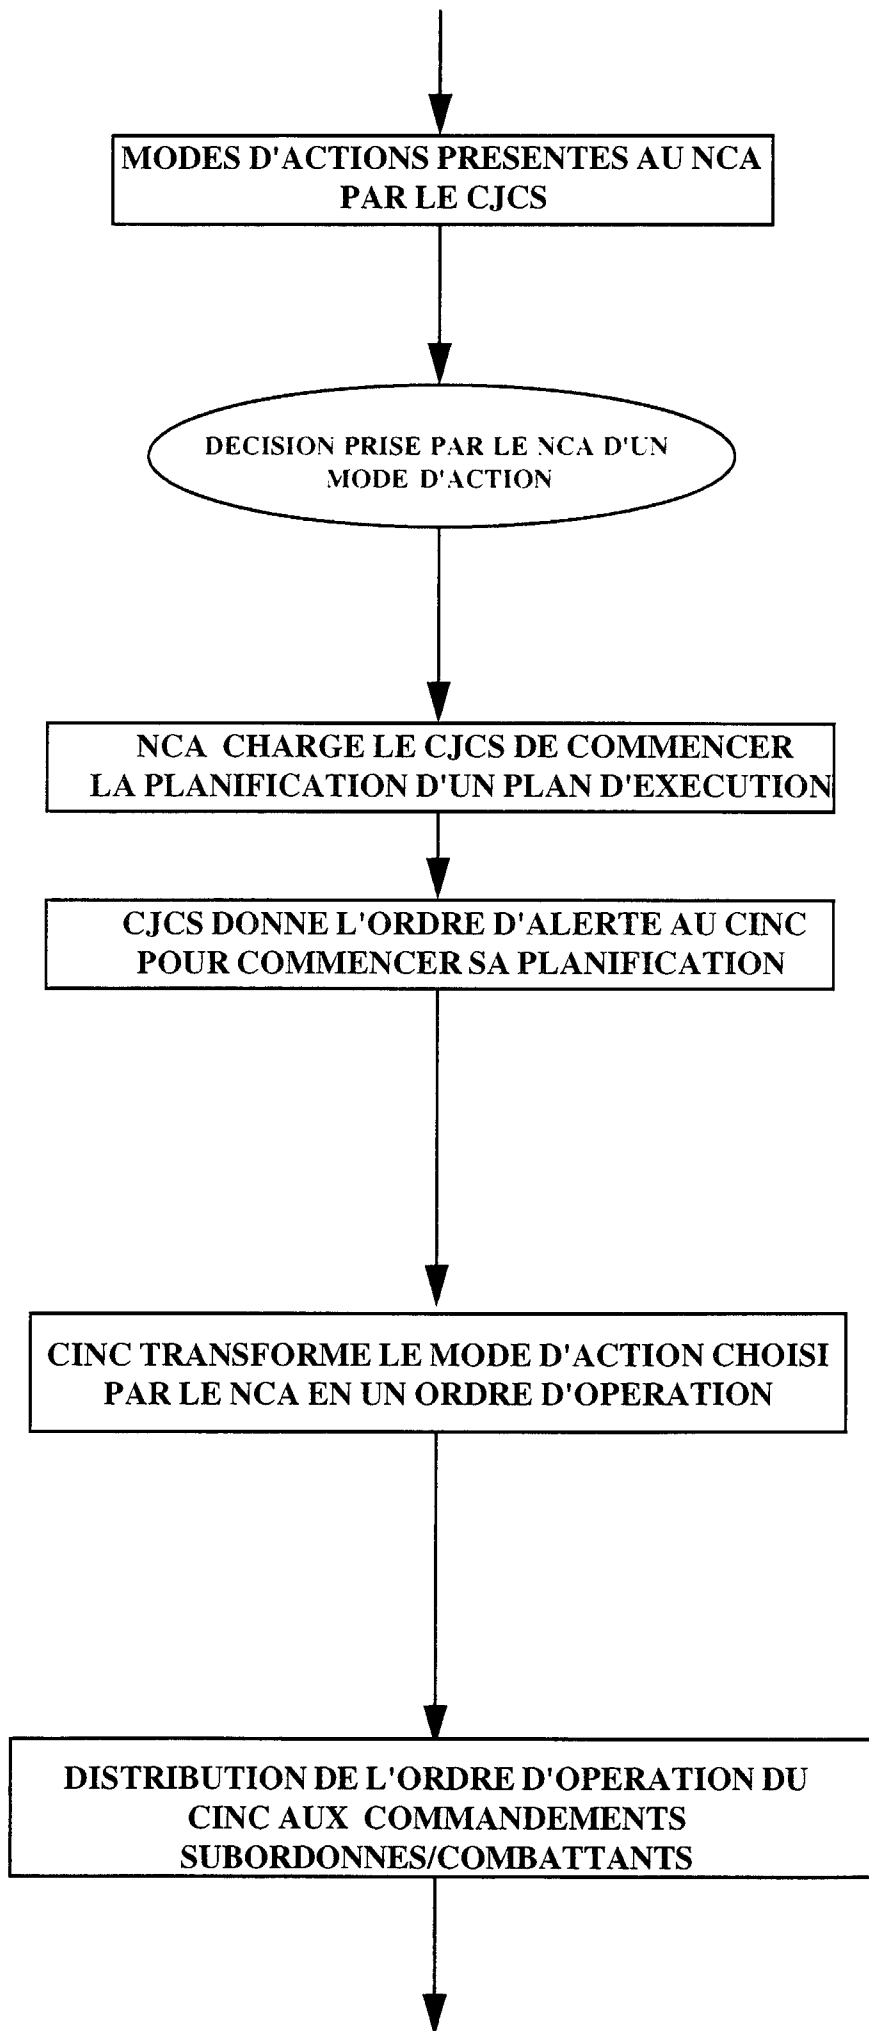 MODES D'ACTIONS PRESENTES AU NCA
PAR LE CJCS
DECISION PRISE PAR LE NCA D'UN
MODE D'ACTION
NCA CHARGE LE CJCS DE COMMENCER
LA PLANIFICATION D'UN PLAN D'EXECUTION
CJCS DONNE L'ORDRE D'ALERTE AU CINC
POUR COMMENCER SA PLANIFICATION
CINC TRANSFORME LE MODE D'ACTION CHOISI
PAR LE NCA EN UN ORDRE D'OPERATION
DISTRIBUTION DE L'ORDRE D'OPERATION DU
CINC AUX COMMANDEMENTS
SUBORDONNES/COMBATTANTS